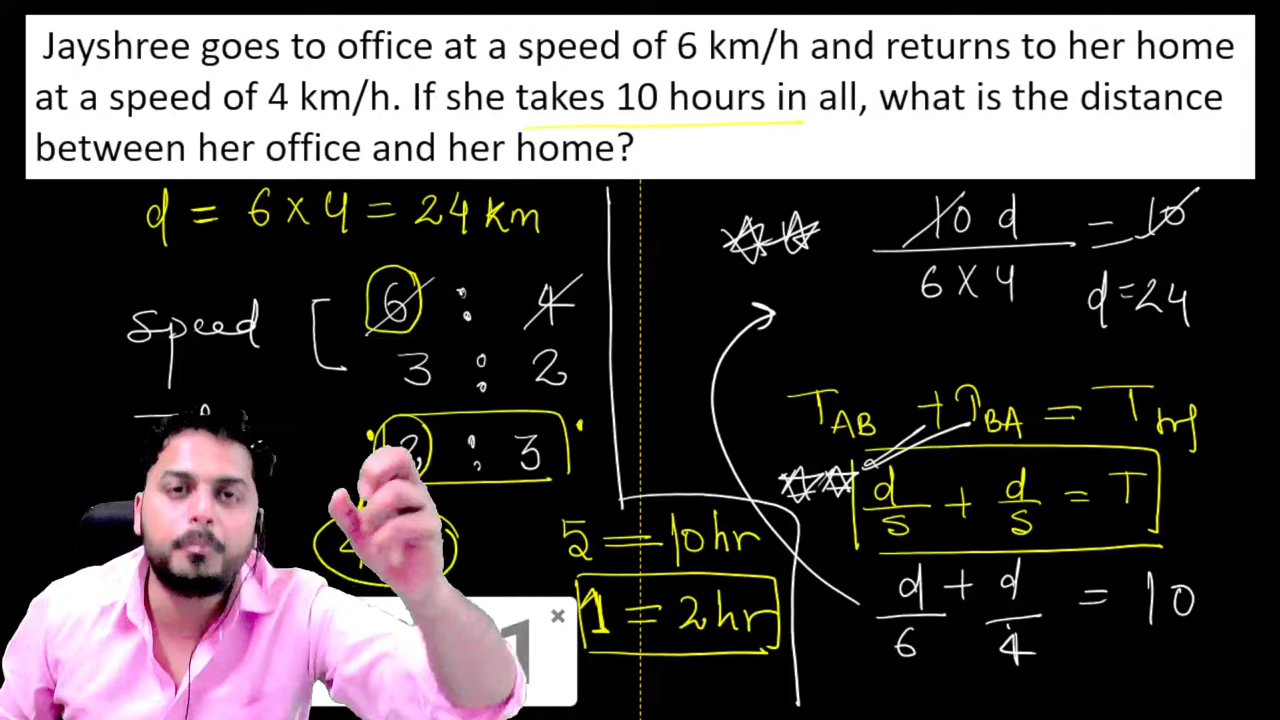 Jayshree goes to office at a speed of 6 km/h and returns to her home
at a speed of 4 km/h. If she takes 10 hours in all, what is the distance
between her office and her home?
d = 6 × 4 = 24 Km
Speed [ 6 : 4
3 : 2
2 : 3
5 = 10 hr
1 = 2 hr
10 d / 6 × 4 = 10
d = 24
T AB + T BA = T
d/s + d/s = T
d/6 + d/4 = 10